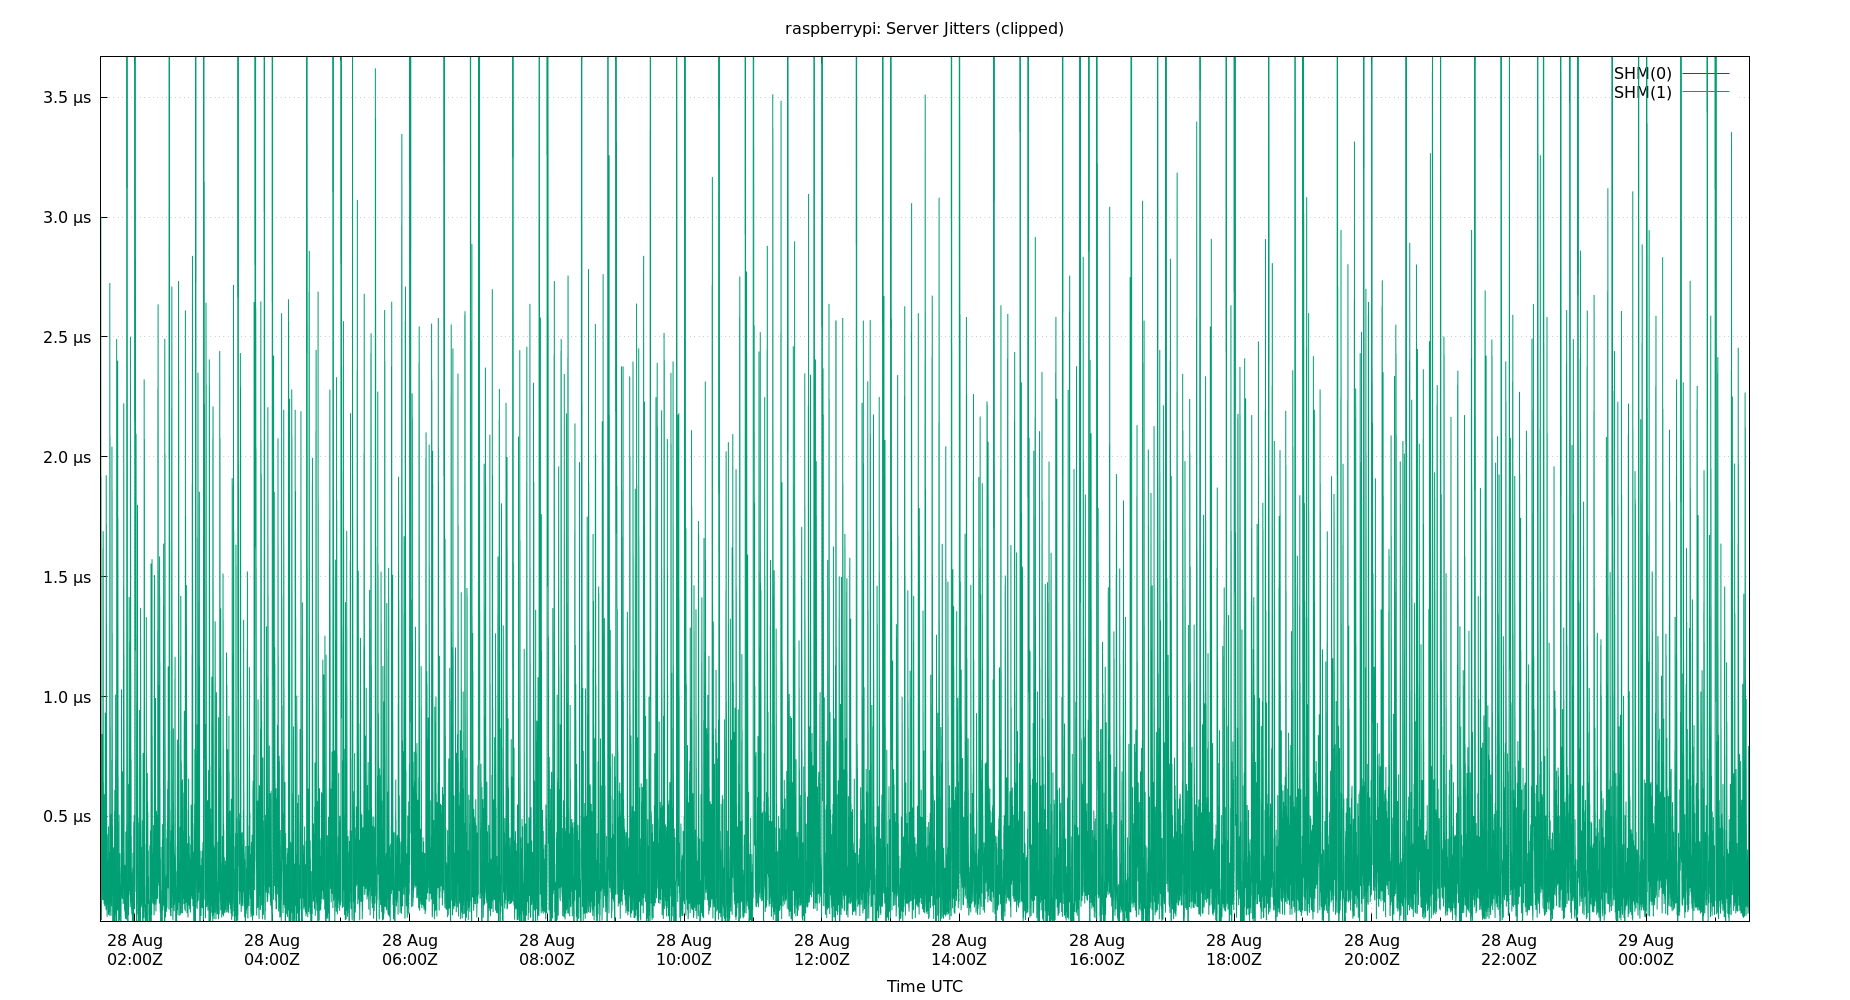 raspberrypi: Server Jitters (clipped)
SHM(0)
SHM(1)
3.5 µs
3.0 µs
2.5 µs
2.0 µs
1.5 µs
1.0 µs
0.5 µs
28 Aug 28 Aug 28 Aug 28 Aug 28 Aug 28 Aug 28 Aug 28 Aug 28 Aug 28 Aug 28 Aug 29 Aug
02:00Z 04:00Z 06:00Z 08:00Z 10:00Z 12:00Z 14:00Z 16:00Z 18:00Z 20:00Z 22:00Z 00:00Z
Time UTC